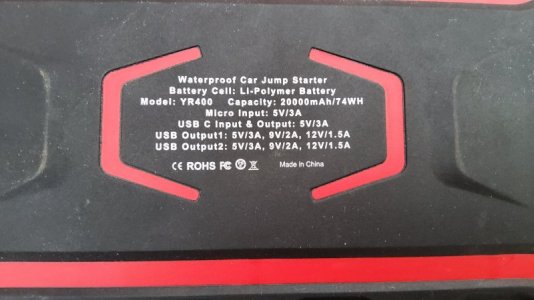 Waterproof Car Jump Starter
Battery Cell: Li-Polymer Battery
Model: YR400 Capacity: 20000mAh/74WH
Micro Input: 5V/3A
USB C Input & Output: 5V/3A
USB Output1: 5V/3A, 9V/2A, 12V/1.5A
USB Output2: 5V/3A, 9V/2A, 12V/1.5A
CE ROHS FC Made in China